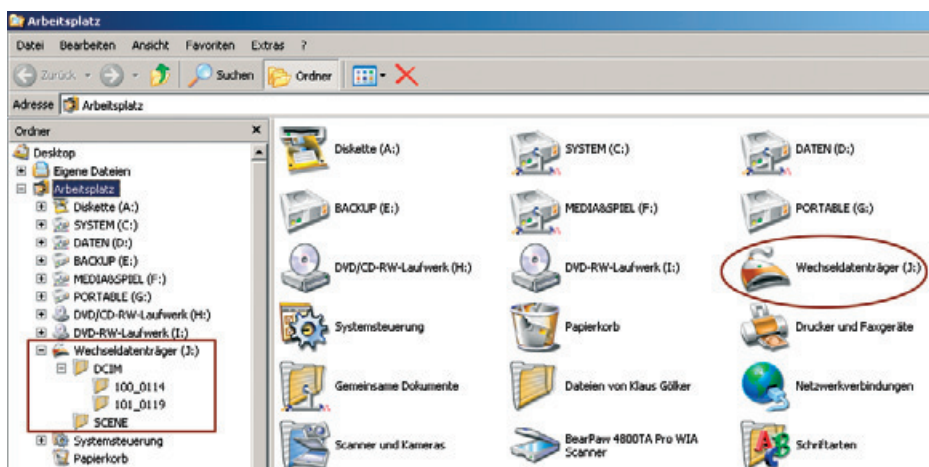 Arbeitsplatz
Datei Bearbeiten Ansicht Favoriten Extras ?
Zurück Suchen Ordner
Adresse Arbeitsplatz
Ordner
Desktop
Eigene Dateien
Arbeitsplatz
Diskette (A:)
SYSTEM (C:)
DATEN (D:)
BACKUP (E:)
MEDIA&SPIEL (F:)
PORTABLE (G:)
DVD/CD-RW-Laufwerk (H:)
DVD-RW-Laufwerk (I:)
Wechseldatenträger (J:)
DCIM
100_0114
101_0119
SCENE
Systemsteuerung
Papierkorb
Diskette (A:)
SYSTEM (C:)
DATEN (D:)
BACKUP (E:)
MEDIA&SPIEL (F:)
PORTABLE (G:)
DVD/CD-RW-Laufwerk (H:)
DVD-RW-Laufwerk (I:)
Wechseldatenträger (J:)
Systemsteuerung
Papierkorb
Drucker und Faxgeräte
Gemeinsame Dokumente
Dateien von Klaus Gölker
Netzwerkverbindungen
Scanner und Kameras
BearPaw 4800TA Pro WIA
Scanner
Schriftarten